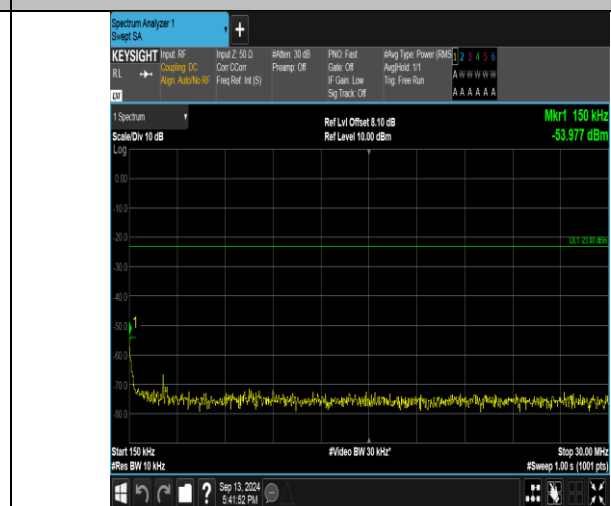 Spectrum Analyzer 1
Swept SA
+
KEYSIGHT Input: RF Input Z: 50 Ω #Atten: 30 dB PNO: Fast #Avg Type: Power (RMS 1 2 3 4 5 6
RL Coupling: DC Corr CCorr Preamp: Off Gate: Off Avg|Hold: 1/1 A W W W W W
Align: Auto/No RF Freq Ref: Int (S) IF Gain: Low Trig: Free Run
Sig Track: Off A A A A A A
LXI
1 Spectrum Ref Lvl Offset 8.10 dB Mkr1 150 kHz
Scale/Div 10 dB Ref Level 10.00 dBm -53.977 dBm
Log
0.00
-10.0
-20.0
DL1 -23.00 dBm
-30.0
-40.0
-50.0
1
-60.0
-70.0
-80.0
Start 150 kHz #Video BW 30 kHz* Stop 30.00 MHz
#Res BW 10 kHz #Sweep 1.00 s (1001 pts)
? Sep 13, 2024
5:41:52 PM